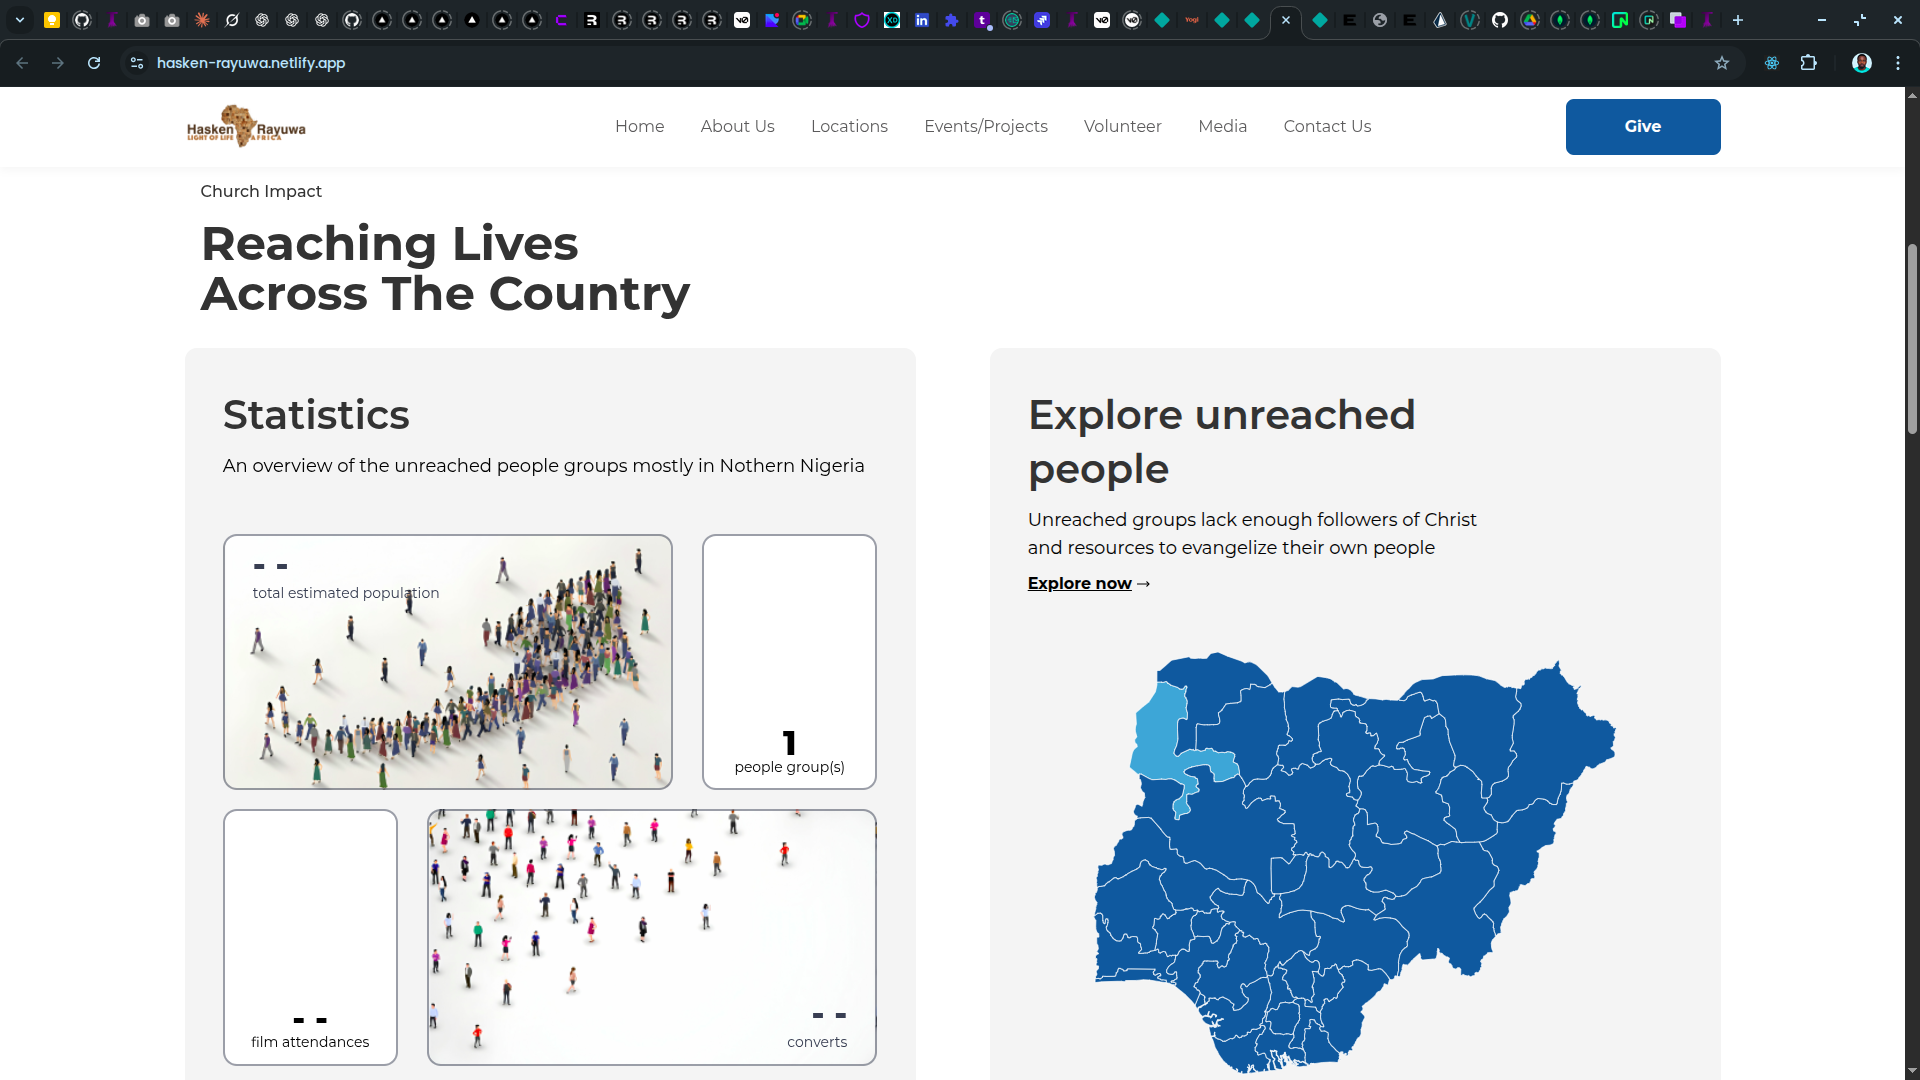 hasken-rayuwa.netlify.app
Hasken Rayuwa
LIGHT OF LIFE AFRICA
Home
About Us
Locations
Events/Projects
Volunteer
Media
Contact Us
Give
Church Impact
Reaching Lives
Across The Country
Statistics
An overview of the unreached people groups mostly in Nothern Nigeria
- -
total estimated population
1
people group(s)
- -
film attendances
- -
converts
Explore unreached
people
Unreached groups lack enough followers of Christ
and resources to evangelize their own people
Explore now →